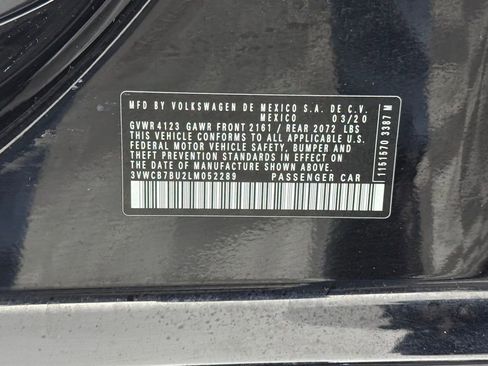 MFD BY VOLKSWAGEN DE MEXICO S.A. DE C.V.
MEXICO 03/20
GVWR 4123 GAWR FRONT 2161 / REAR 2072 LBS
THIS VEHICLE CONFORMS TO ALL APPLICABLE U.S.
FEDERAL MOTOR VEHICLE SAFETY, BUMPER AND
THEFT PREVENTION STANDARDS IN EFFECT ON
THE DATE OF MANUFACTURE SHOWN ABOVE
3VWCB7BU2LM052289 PASSENGER CAR
1151570 3387 M